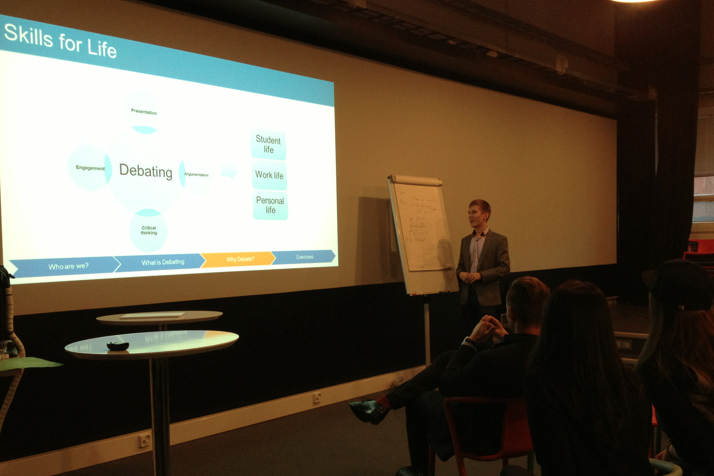 Skills for Life
Presentation
Engagement
Debating
Argumentation
Critical
thinking
Student
life
Work life
Personal
life
Who are we?
What is Debating
Why Debate?
Exercises